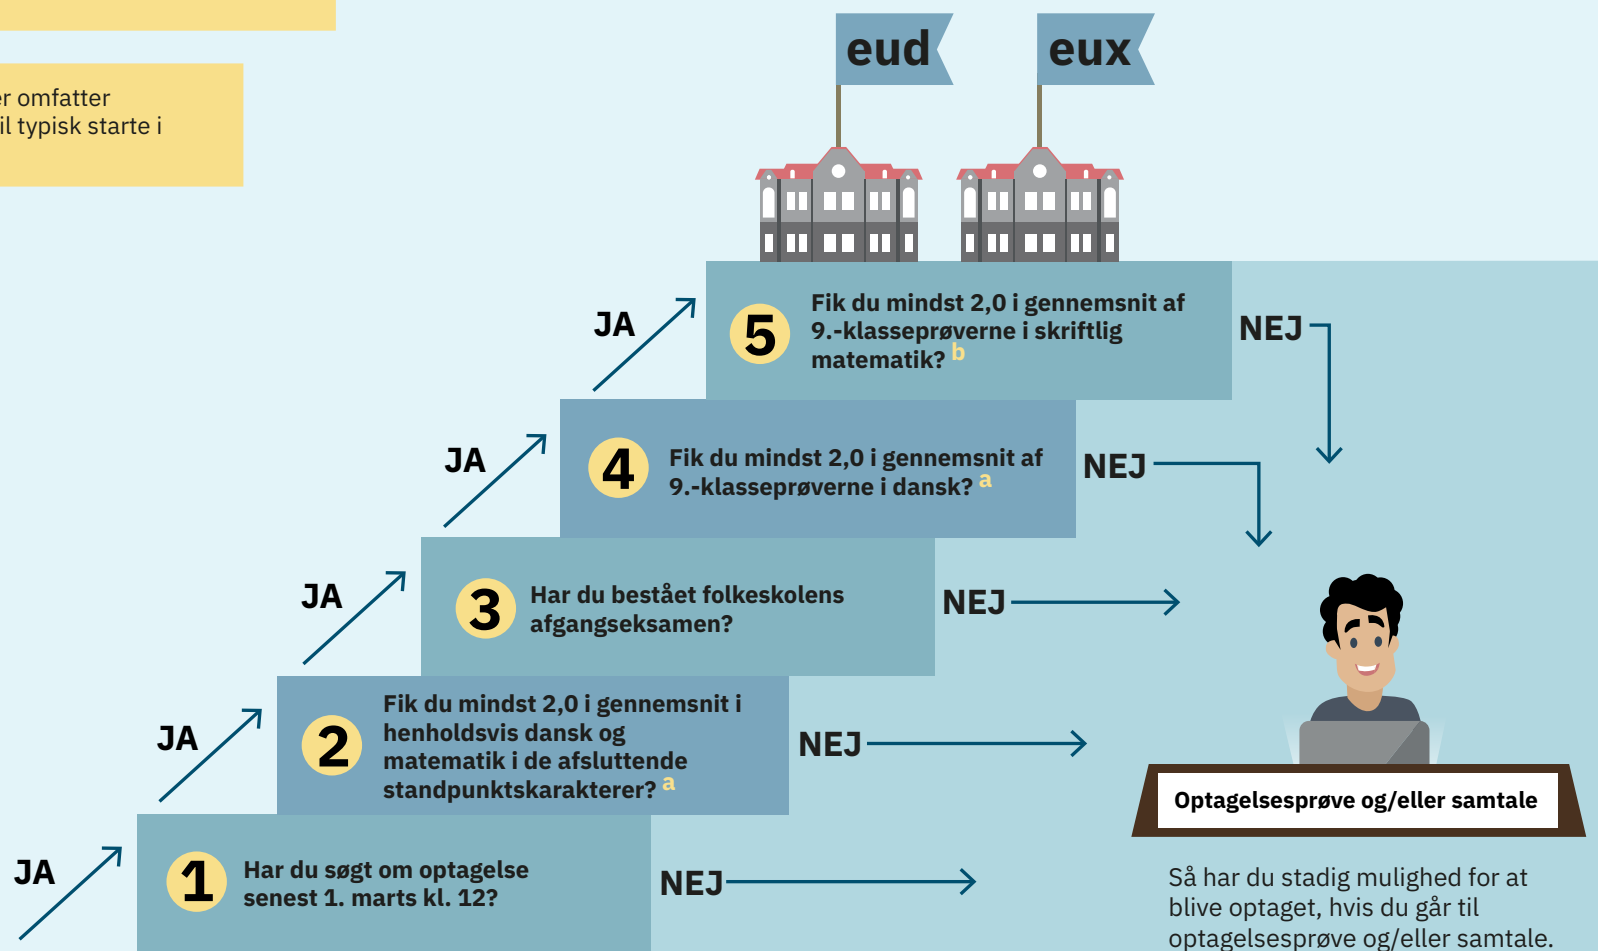 er omfatter
il typisk starte i
eud
eux
JA
5
Fik du mindst 2,0 i gennemsnit af
9.-klasseprøverne i skriftlig
matematik? b
NEJ
JA
4
Fik du mindst 2,0 i gennemsnit af
9.-klasseprøverne i dansk? a
NEJ
JA
3
Har du bestået folkeskolens
afgangseksamen?
NEJ
JA
2
Fik du mindst 2,0 i gennemsnit i
henholdsvis dansk og
matematik i de afsluttende
standpunktskarakterer? a
NEJ
JA
1
Har du søgt om optagelse
senest 1. marts kl. 12?
NEJ
Optagelsesprøve og/eller samtale
Så har du stadig mulighed for at
blive optaget, hvis du går til
optagelsesprøve og/eller samtale.